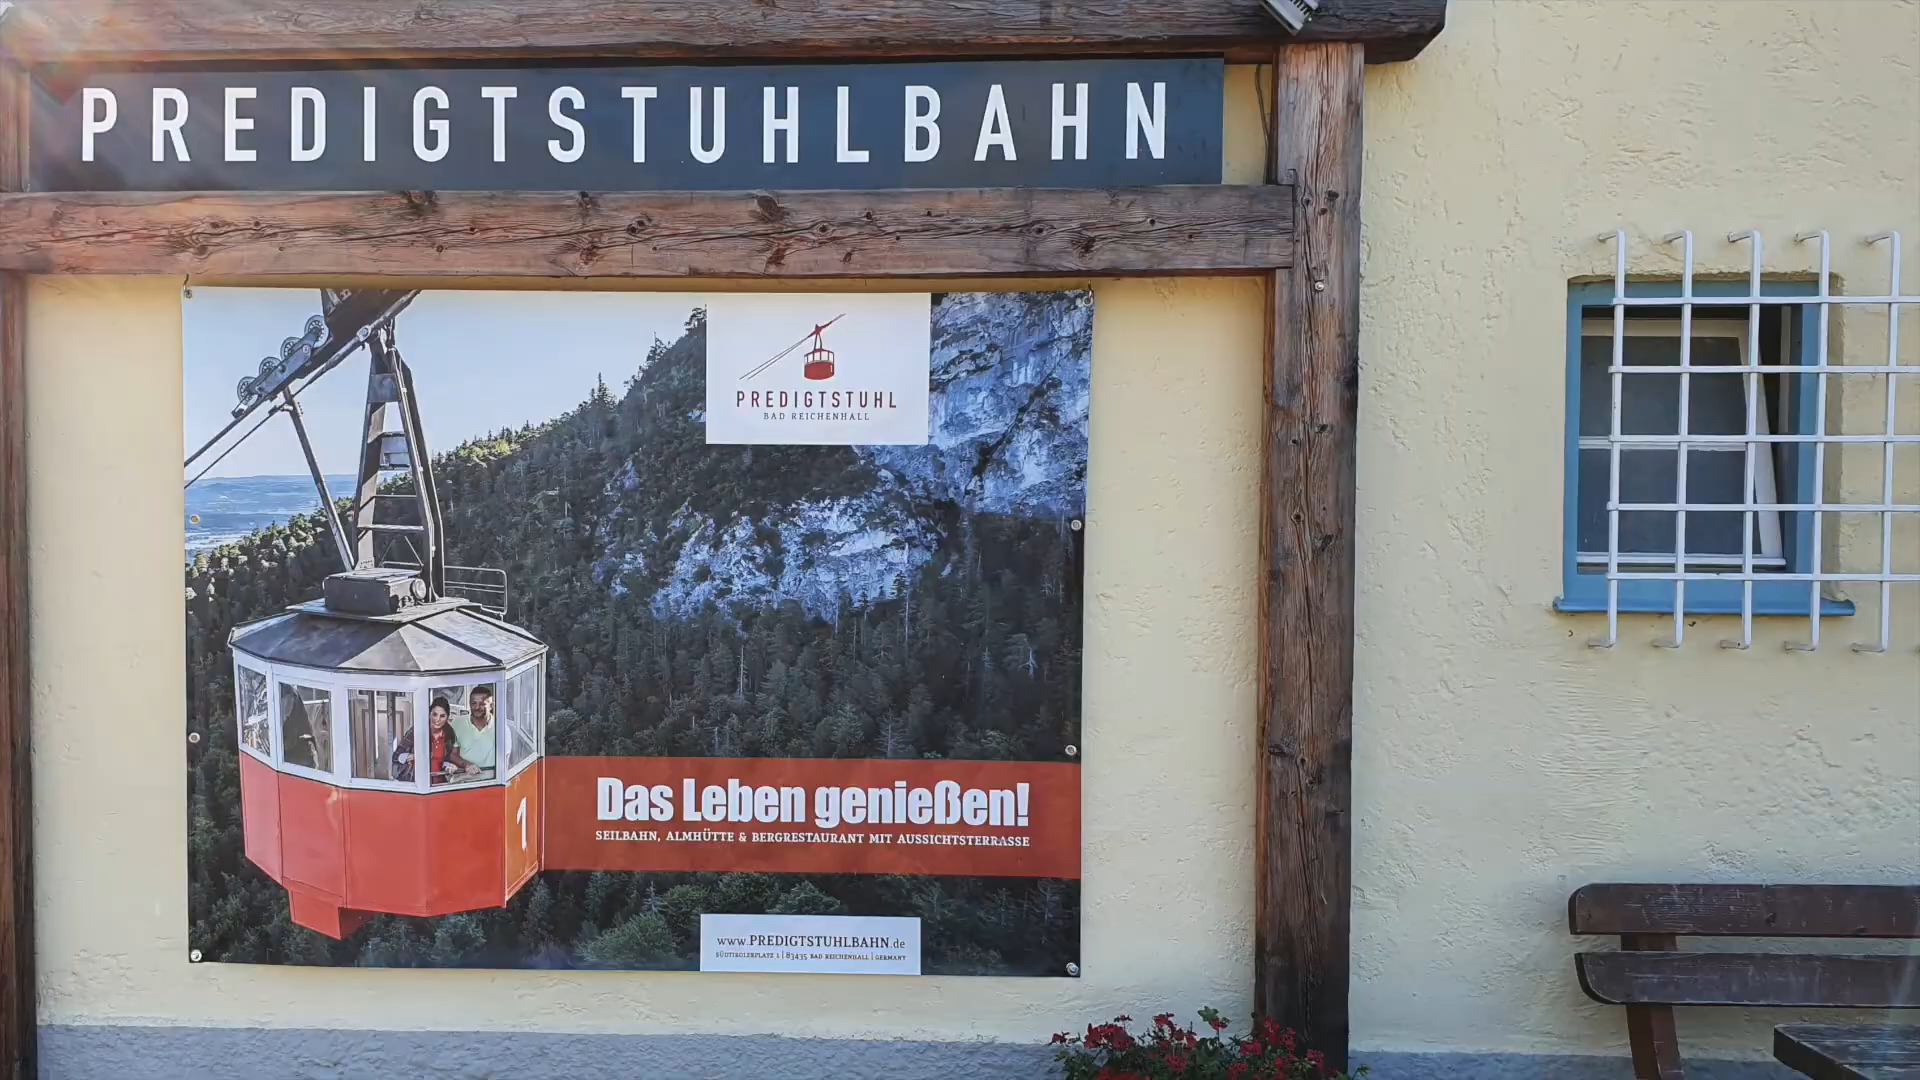 PREDIGTSTUHLBAHN
PREDIGTSTUHL
BAD REICHENHALL
1
Das Leben genießen!
SEILBAHN, ALMHÜTTE & BERGRESTAURANT MIT AUSSICHTSTERRASSE
www.PREDIGTSTUHLBAHN.de
SÜDTIROLERPLATZ 1 | 83435 BAD REICHENHALL | GERMANY